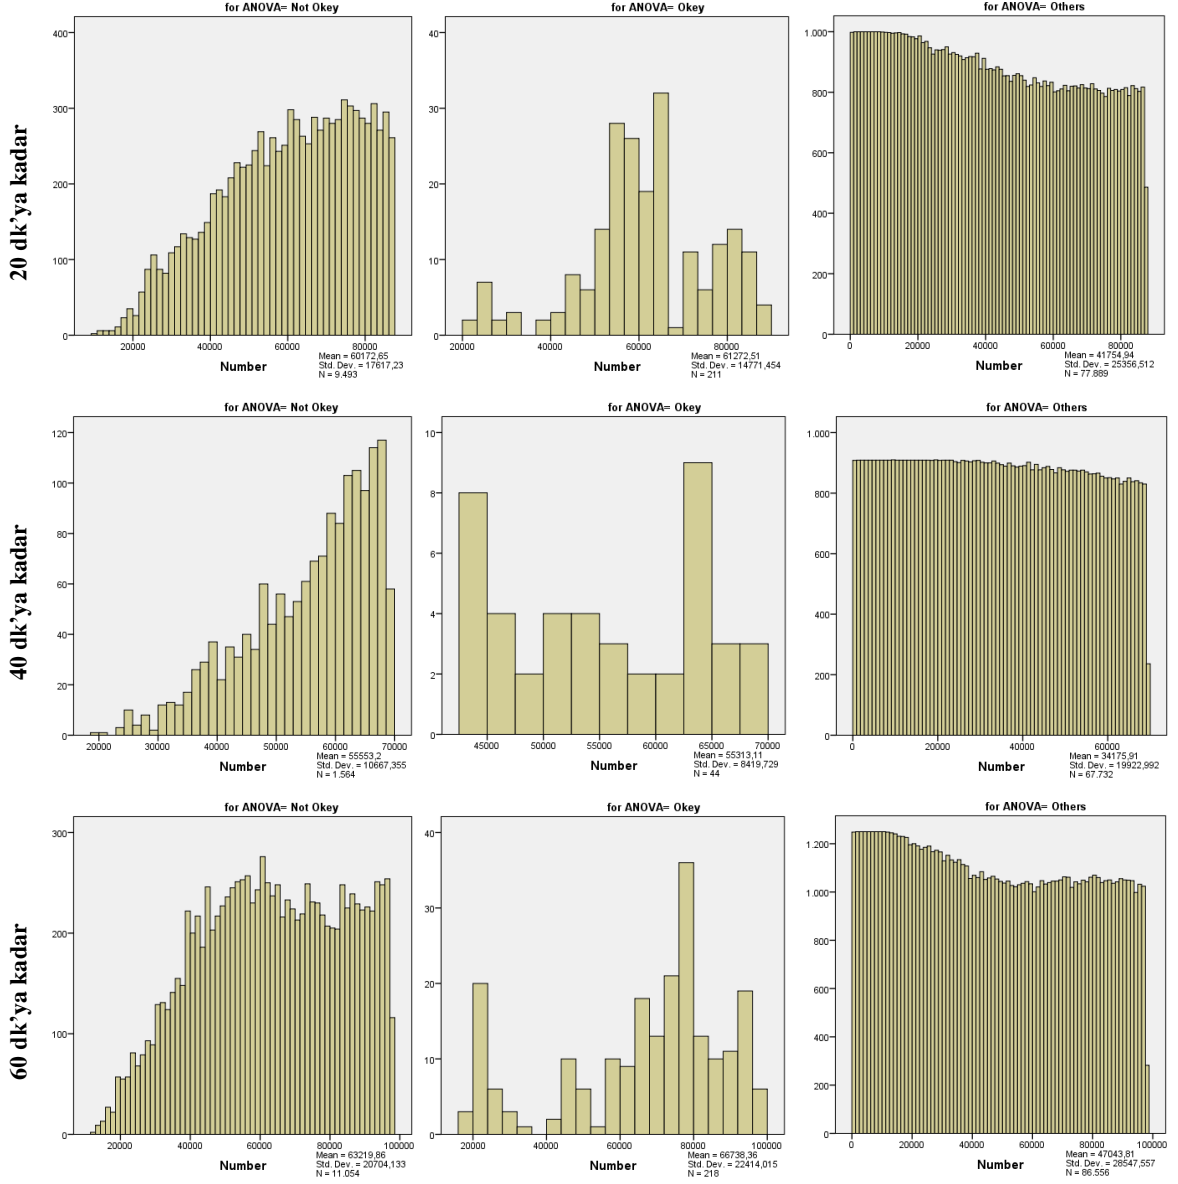 20 dk’ya kadar
for ANOVA= Not Okey
400
300
200
100
0
20000 40000 60000 80000
Number
Mean = 60172,65
Std. Dev. = 17617,23
N = 9.493
for ANOVA= Okey
40
30
20
10
0
20000 40000 60000 80000
Number
Mean = 61272,51
Std. Dev. = 14771,454
N = 211
for ANOVA= Others
1.000
800
600
400
200
0
0 20000 40000 60000 80000
Number
Mean = 41754,94
Std. Dev. = 25356,512
N = 77.889
40 dk’ya kadar
for ANOVA= Not Okey
120
100
80
60
40
20
0
20000 30000 40000 50000 60000 70000
Number
Mean = 55553,2
Std. Dev. = 10667,355
N = 1.564
for ANOVA= Okey
10
8
6
4
2
0
45000 50000 55000 60000 65000 70000
Number
Mean = 55313,11
Std. Dev. = 8419,729
N = 44
for ANOVA= Others
1.000
800
600
400
200
0
0 20000 40000 60000
Number
Mean = 34175,91
Std. Dev. = 19922,992
N = 67.732
60 dk’ya kadar
for ANOVA= Not Okey
300
200
100
0
20000 40000 60000 80000 100000
Number
Mean = 63219,86
Std. Dev. = 20704,133
N = 11.054
for ANOVA= Okey
40
30
20
10
0
20000 40000 60000 80000 100000
Number
Mean = 66738,36
Std. Dev. = 22414,015
N = 218
for ANOVA= Others
1.200
1.000
800
600
400
200
0
0 20000 40000 60000 80000 100000
Number
Mean = 47043,81
Std. Dev. = 28547,557
N = 86.556